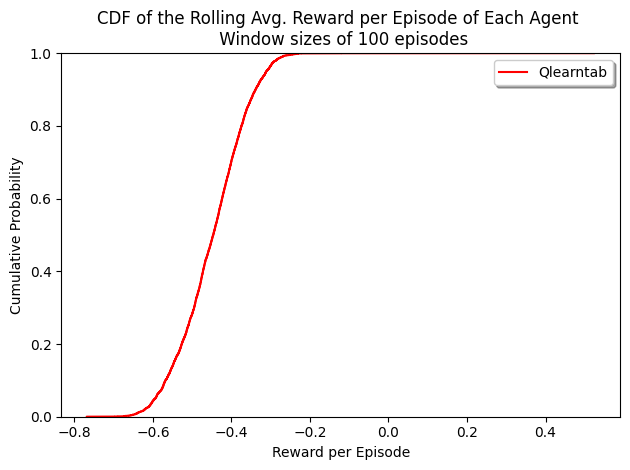 CDF of the Rolling Avg. Reward per Episode of Each Agent
Window sizes of 100 episodes
1.0
Qlearntab
0.8
0.6
Cumulative Probability
0.4
0.2
0.0
−0.8 −0.6 −0.4 −0.2 0.0 0.2 0.4
Reward per Episode